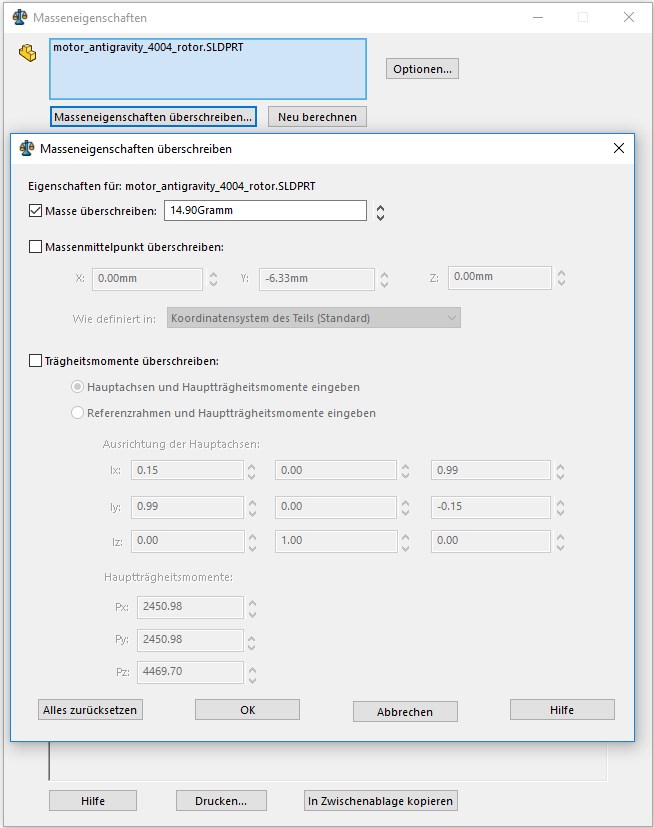 Masseneigenschaften
motor_antigravity_4004_rotor.SLDPRT
Optionen...
Masseneigenschaften überschreiben... Neu berechnen
Masseneigenschaften überschreiben
Eigenschaften für: motor_antigravity_4004_rotor.SLDPRT
Masse überschreiben: 14.90Gramm
Massenmittelpunkt überschreiben:
X: 0.00mm Y: -6.33mm Z: 0.00mm
Wie definiert in: Koordinatensystem des Teils (Standard)
Trägheitsmomente überschreiben:
Hauptachsen und Hauptträgheitsmomente eingeben
Referenzrahmen und Hauptträgheitsmomente eingeben
Ausrichtung der Hauptachsen:
Ix: 0.15 0.00 0.99
Iy: 0.99 0.00 -0.15
Iz: 0.00 1.00 0.00
Hauptträgheitsmomente:
Px: 2450.98
Py: 2450.98
Pz: 4469.70
Alles zurücksetzen OK Abbrechen Hilfe
Hilfe Drucken... In Zwischenablage kopieren